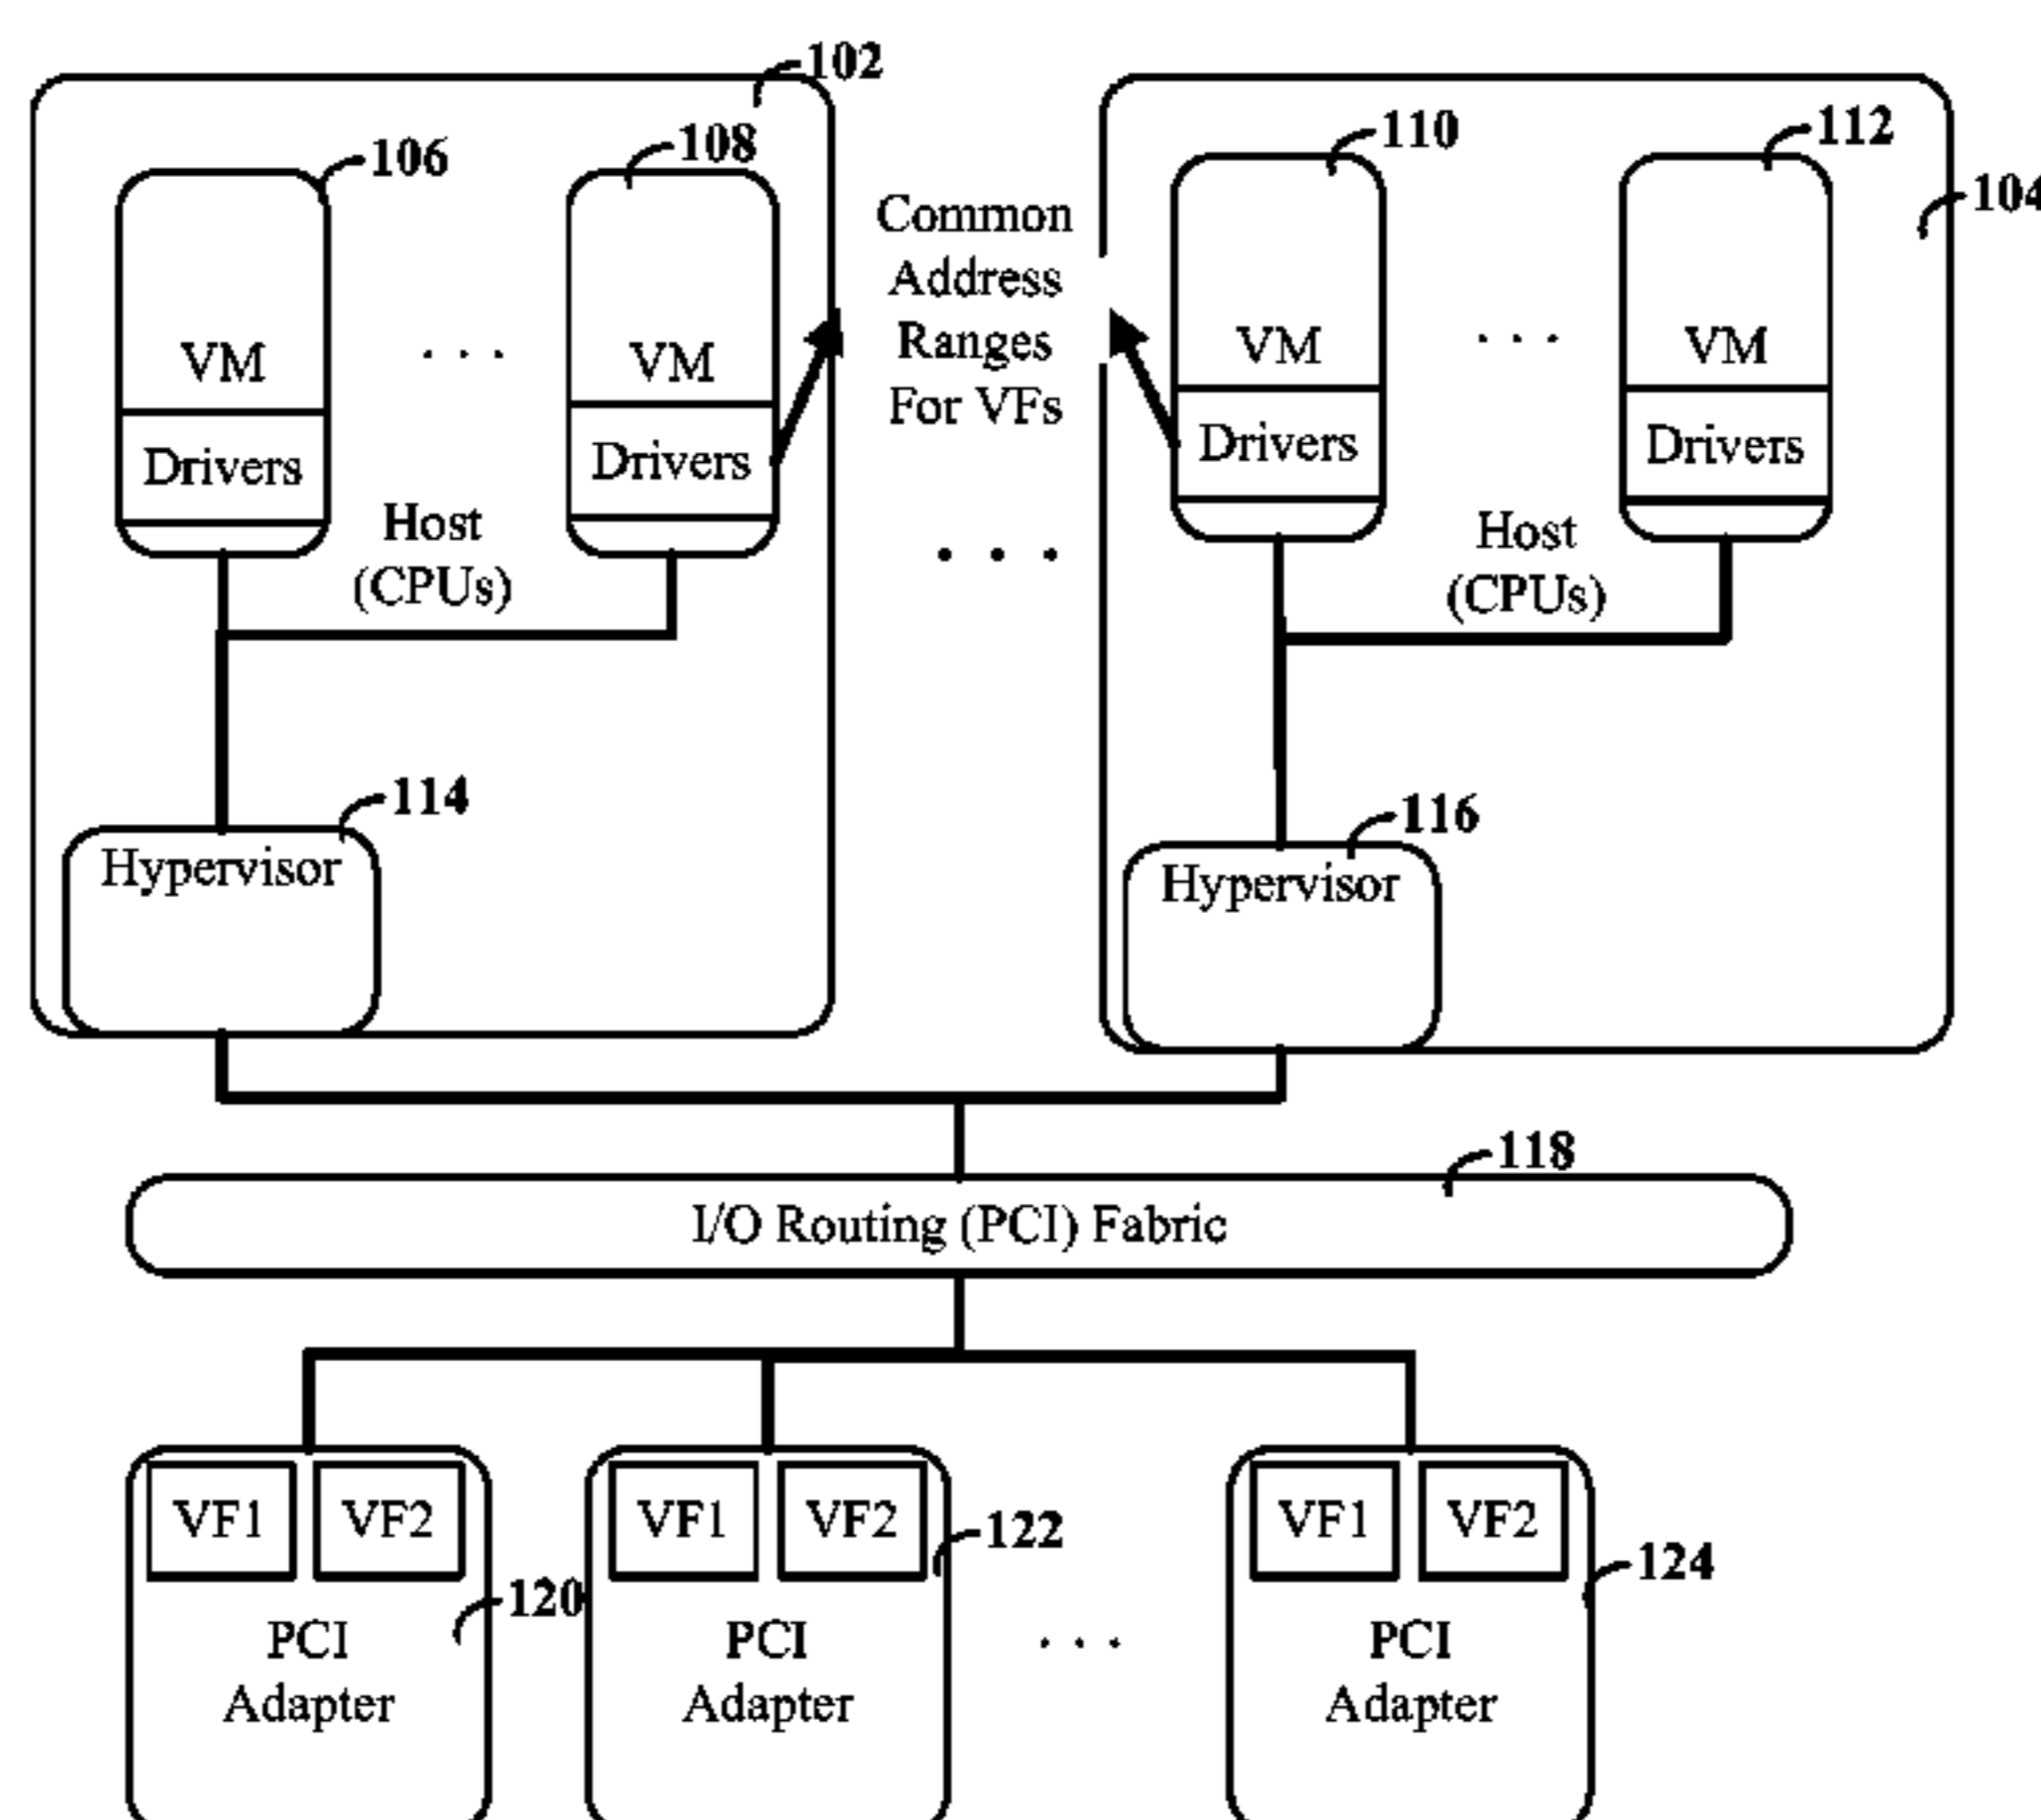 102
106
108
110
112
104
Common
Address
Ranges
For VFs
VM
. . .
VM
VM
. . .
VM
Drivers
Drivers
Drivers
Drivers
Host
(CPUs)
. . .
Host
(CPUs)
114
116
Hypervisor
Hypervisor
118
I/O Routing (PCI) Fabric
VF1 VF2
VF1 VF2
VF1 VF2
120
122
124
PCI
Adapter
PCI
Adapter
. . .
PCI
Adapter